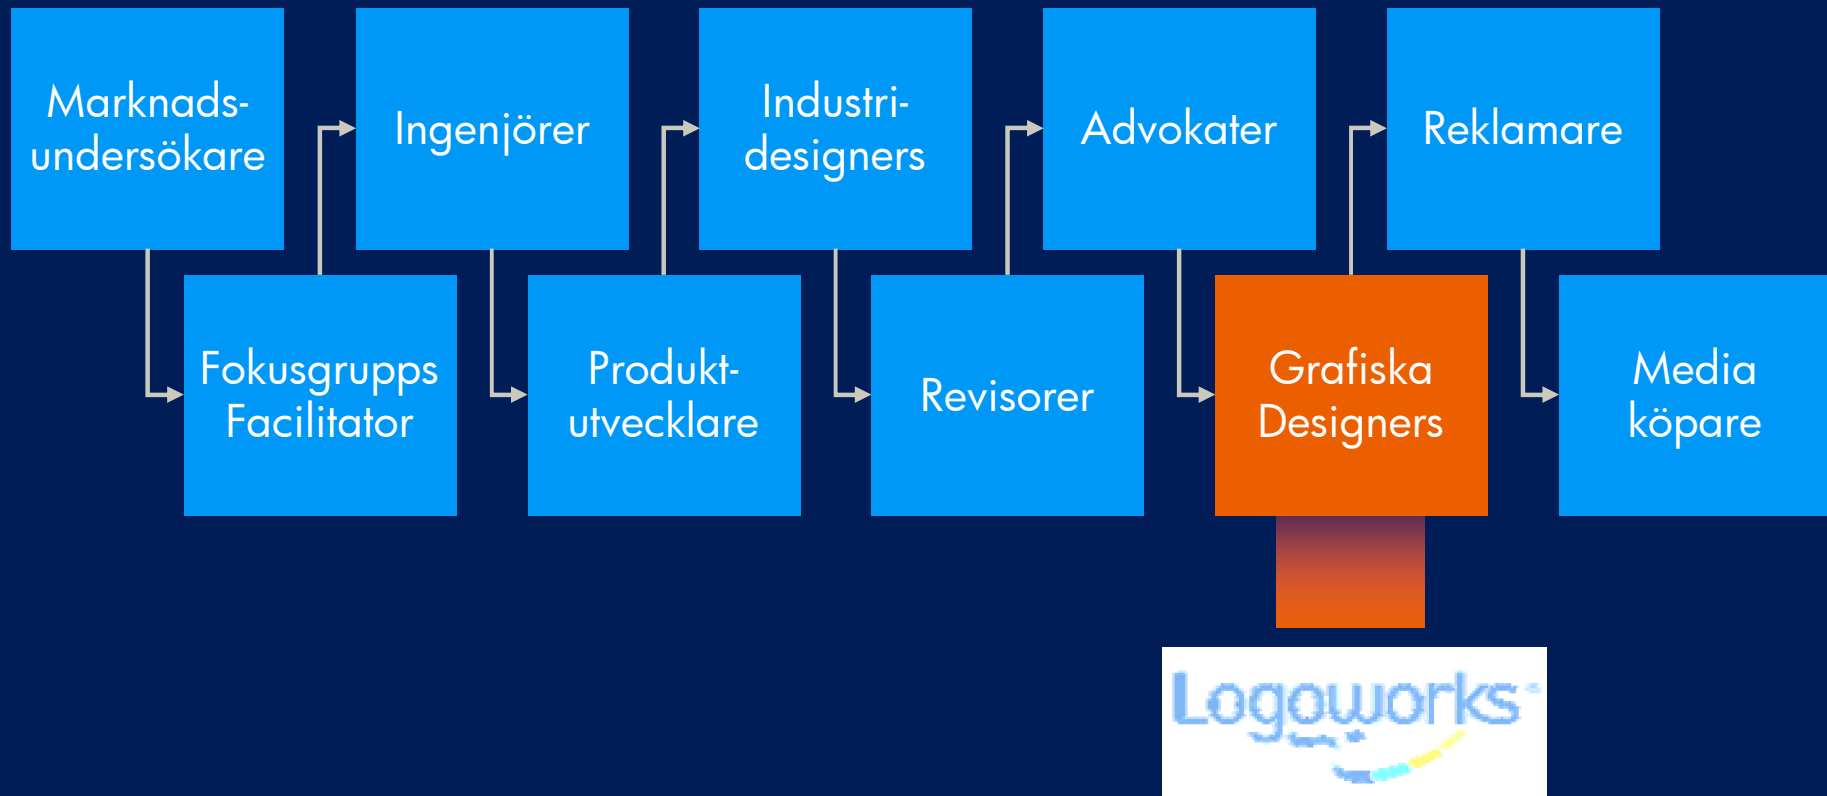 Marknads-
undersökare
Fokusgrupps
Facilitator
Ingenjörer
Produkt-
utvecklare
Industri-
designers
Revisorer
Advokater
Grafiska
Designers
Reklamare
Media
köpare
Logoworks